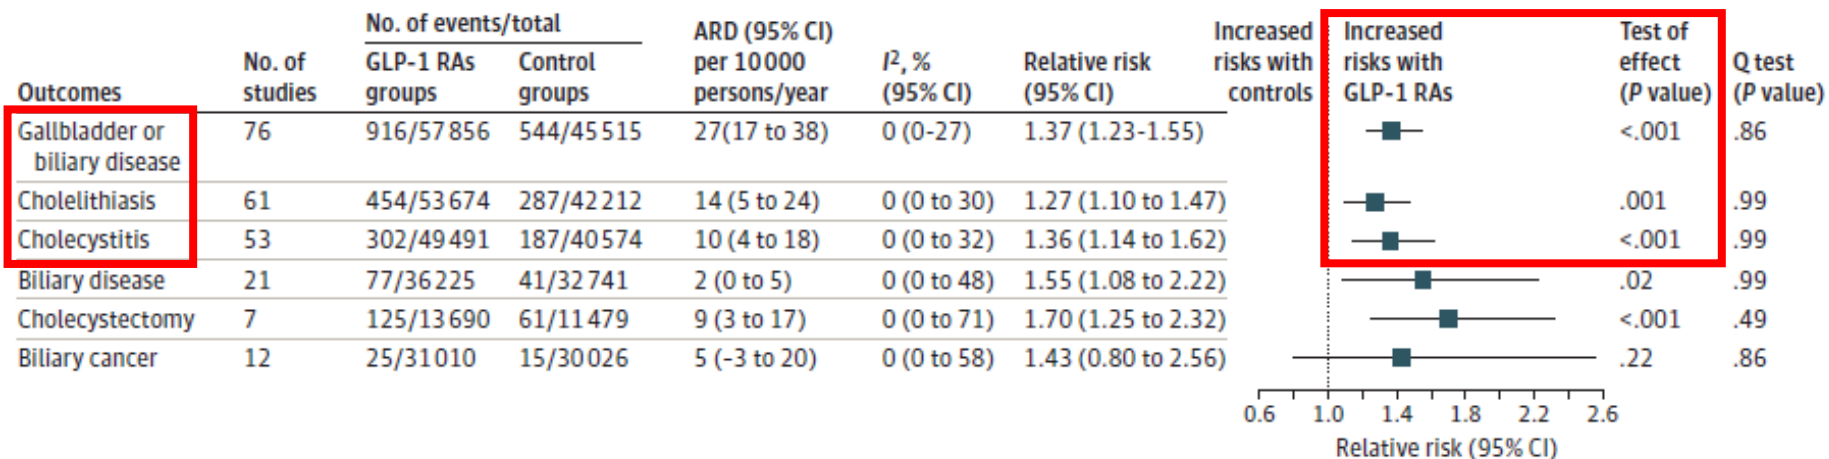 No. of events/total
Outcomes No. of studies GLP-1 RAs groups Control groups ARD (95% CI) per 10 000 persons/year I², % (95% CI) Relative risk (95% CI) Increased risks with controls Increased risks with GLP-1 RAs Test of effect (P value) Q test (P value)
Gallbladder or biliary disease 76 916/57 856 544/45 515 27(17 to 38) 0 (0-27) 1.37 (1.23-1.55) <.001 .86
Cholelithiasis 61 454/53 674 287/42 212 14 (5 to 24) 0 (0 to 30) 1.27 (1.10 to 1.47) .001 .99
Cholecystitis 53 302/49 491 187/40 574 10 (4 to 18) 0 (0 to 32) 1.36 (1.14 to 1.62) <.001 .99
Biliary disease 21 77/36 225 41/32 741 2 (0 to 5) 0 (0 to 48) 1.55 (1.08 to 2.22) .02 .99
Cholecystectomy 7 125/13 690 61/11 479 9 (3 to 17) 0 (0 to 71) 1.70 (1.25 to 2.32) <.001 .49
Biliary cancer 12 25/31 010 15/30 026 5 (-3 to 20) 0 (0 to 58) 1.43 (0.80 to 2.56) .22 .86
0.6 1.0 1.4 1.8 2.2 2.6
Relative risk (95% CI)